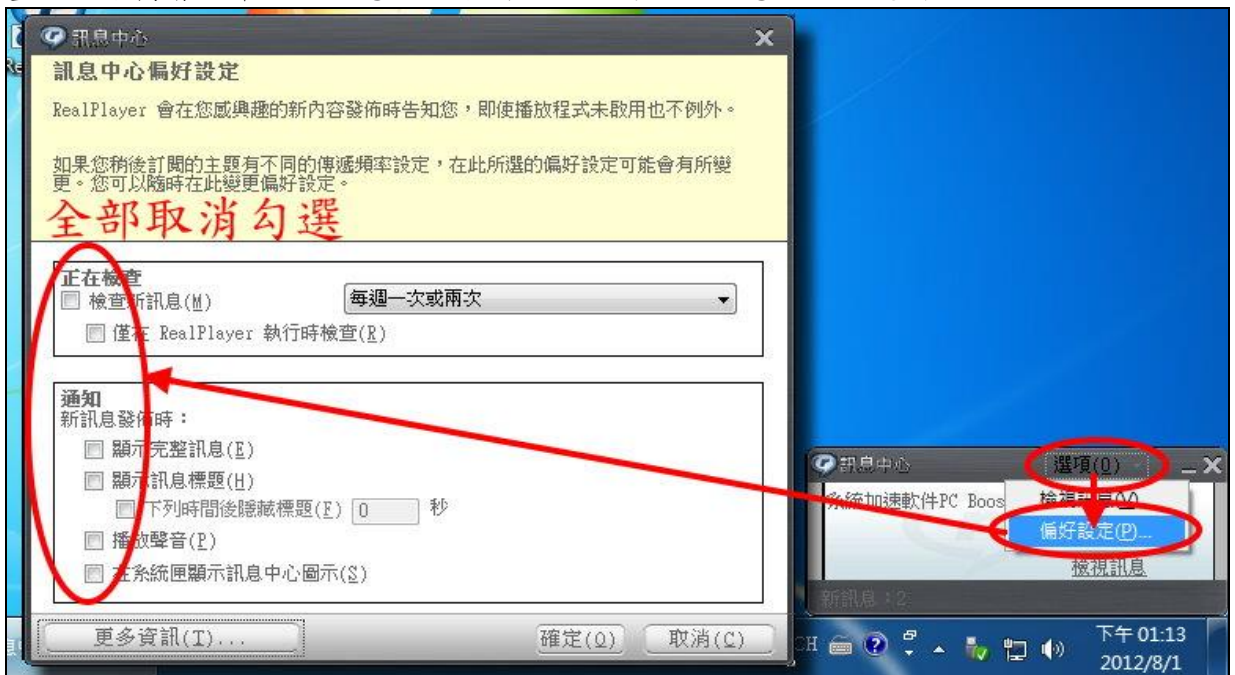 訊息中心
訊息中心偏好設定
RealPlayer 會在您感興趣的新內容發佈時告知您，即使播放程式未啟用也不例外。
如果您稍後訂閱的主題有不同的傳遞頻率設定，在此所選的偏好設定可能會有所變
更。您可以隨時在此變更偏好設定。
全部取消勾選
正在檢查
檢查新訊息(M) 每週一次或兩次
僅在 RealPlayer 執行時檢查(R)
通知
新訊息發佈時：
顯示完整訊息(E)
顯示訊息標題(H)
下列時間後隱藏標題(F) 0 秒
播放聲音(P)
在系統匣顯示訊息中心圖示(S)
更多資訊(I)... 確定(O) 取消(C)
訊息中心 選項(O)
系統加速軟件PC Boos 檢視訊息(V)
偏好設定(P)...
檢視訊息
新訊息：2
CH
下午 01:13
2012/8/1